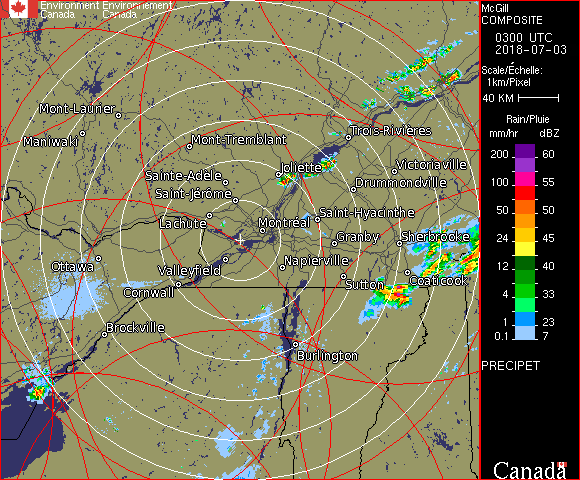 Environment Environnement
Canada Canada
McGill
COMPOSITE
0300 UTC
2018-07-03
Scale/Échelle:
1km/Pixel
40 KM
Rain/Pluie
mm/hr dBZ
200 60
100 55
50 50
24 45
12 40
4 33
1 23
0.1 7
PRECIPET
Canada
Mont-Laurier
Maniwaki
Mont-Tremblant
Trois-Rivières
Sainte-Adèle
Joliette
Victoriaville
Saint-Jérôme
Drummondville
Lachute
Saint-Hyacinthe
Montréal
Granby
Sherbrooke
Ottawa
Valleyfield
Napierville
Cornwall
Sutton
Coaticook
Brockville
Burlington